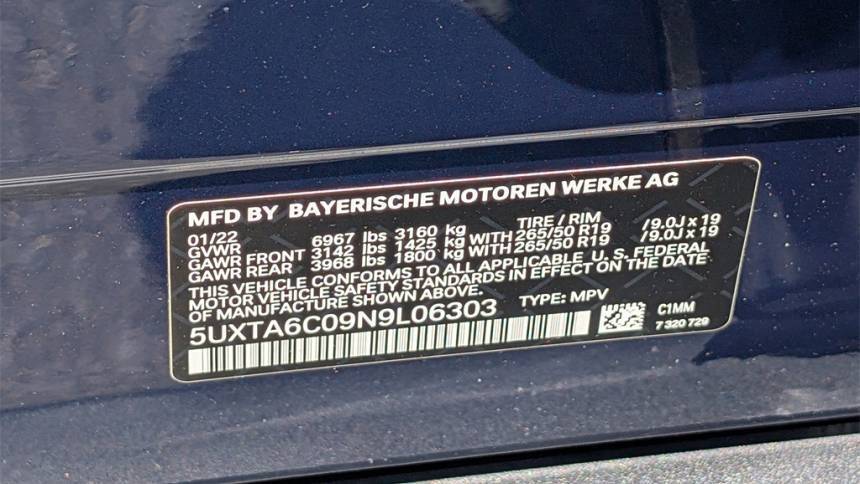 MFD BY BAYERISCHE MOTOREN WERKE AG
01/22 TIRE / RIM
GVWR 6967 lbs 3160 kg
GAWR FRONT 3142 lbs 1425 kg WITH 265/50 R19 /9.0J x 19
GAWR REAR 3968 lbs 1800 kg WITH 265/50 R19 /9.0J x 19
THIS VEHICLE CONFORMS TO ALL APPLICABLE U. S. FEDERAL
MOTOR VEHICLE SAFETY STANDARDS IN EFFECT ON THE DATE
OF MANUFACTURE SHOWN ABOVE.
5UXTA6C09N9L06303 TYPE: MPV
C1MM
7 320 729